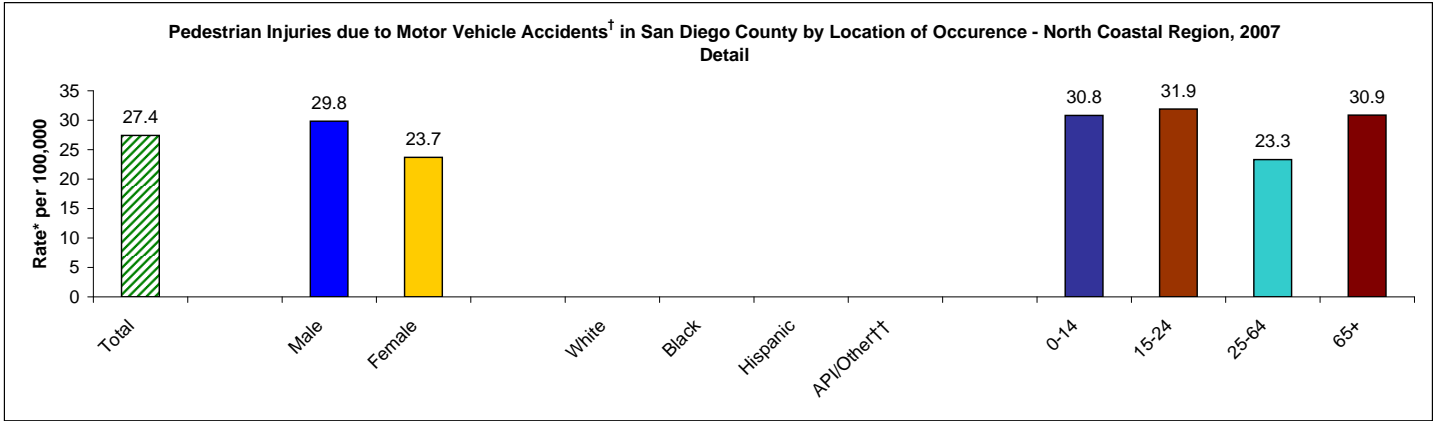 Pedestrian Injuries due to Motor Vehicle Accidents† in San Diego County by Location of Occurence - North Coastal Region, 2007
Detail
Rate* per 100,000
35
30
25
20
15
10
5
0
27.4
29.8
23.7
30.8
31.9
23.3
30.9
Total
Male
Female
White
Black
Hispanic
API/Other††
0-14
15-24
25-64
65+